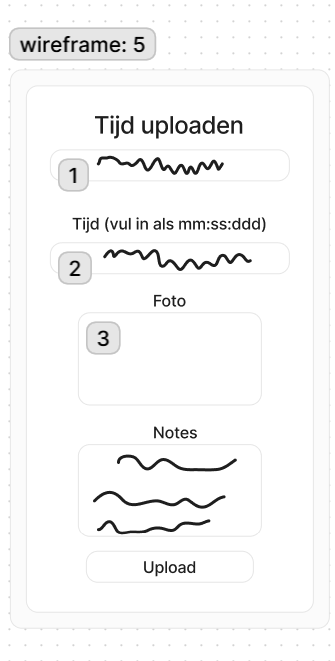 wireframe: 5
Tijd uploaden
1
Tijd (vul in als mm:ss:ddd)
2
Foto
3
Notes
Upload